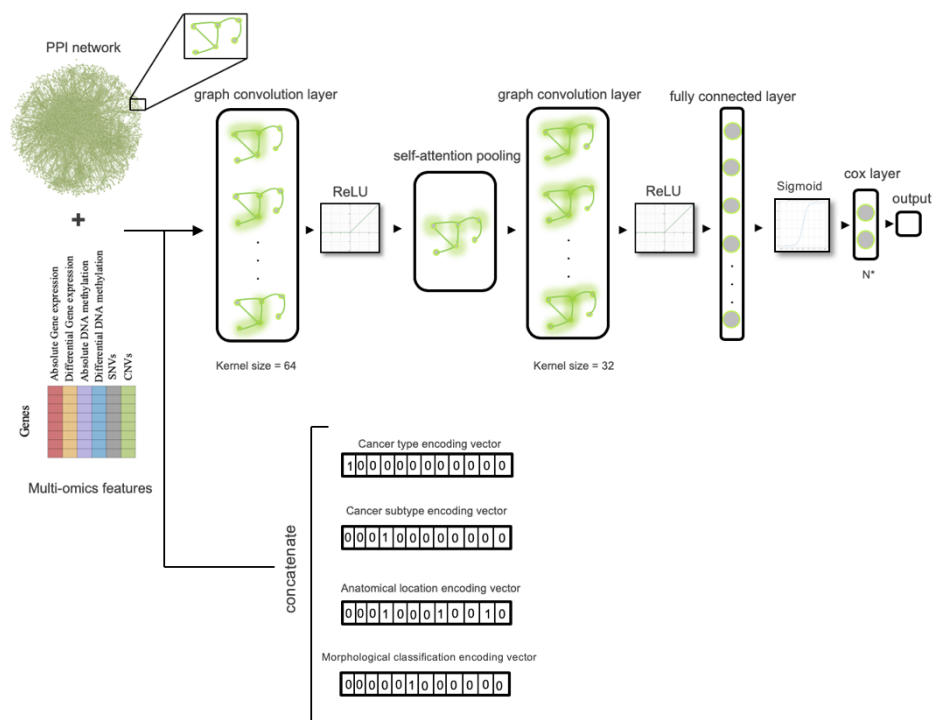 PPI network
graph convolution layer
graph convolution layer
fully connected layer
self-attention pooling
ReLU
ReLU
Sigmoid
cox layer
output
+
N*
Absolute Gene expression
Differential Gene expression
Absolute DNA methylation
Differential DNA methylation
SNVs
CNVs
Genes
Kernel size = 64
Kernel size = 32
Multi-omics features
concatenate
Cancer type encoding vector
1 0 0 0 0 0 0 0 0 0 0 0
Cancer subtype encoding vector
0 0 0 1 0 0 0 0 0 0 0 0
Anatomical location encoding vector
0 0 0 1 0 0 0 1 0 0 1 0
Morphological classification encoding vector
0 0 0 0 0 1 0 0 0 0 0 0